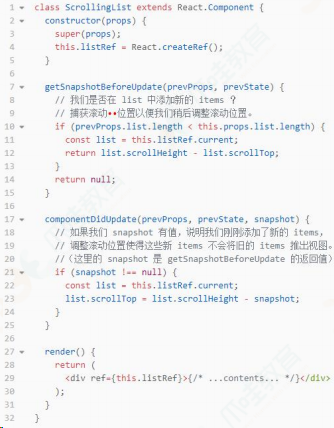 1 class ScrollingList extends React.Component {
2 constructor(props) {
3 super(props);
4 this.listRef = React.createRef();
5 }
6
7 getSnapshotBeforeUpdate(prevProps, prevState) {
8 // 我们是否在 list 中添加新的 items ?
9 // 捕获滚动••位置以便我们稍后调整滚动位置。
10 if (prevProps.list.length < this.props.list.length) {
11 const list = this.listRef.current;
12 return list.scrollHeight - list.scrollTop;
13 }
14 return null;
15 }
16
17 componentDidUpdate(prevProps, prevState, snapshot) {
18 // 如果我们 snapshot 有值，说明我们刚刚添加了新的 items，
19 // 调整滚动位置使得这些新 items 不会将旧的 items 推出视图。
20 //（这里的 snapshot 是 getSnapshotBeforeUpdate 的返回值）
21 if (snapshot !== null) {
22 const list = this.listRef.current;
23 list.scrollTop = list.scrollHeight - snapshot;
24 }
25 }
26
27 render() {
28 return (
29 <div ref={this.listRef}>{/* ...contents... */}</div>
30 );
31 }
32 }